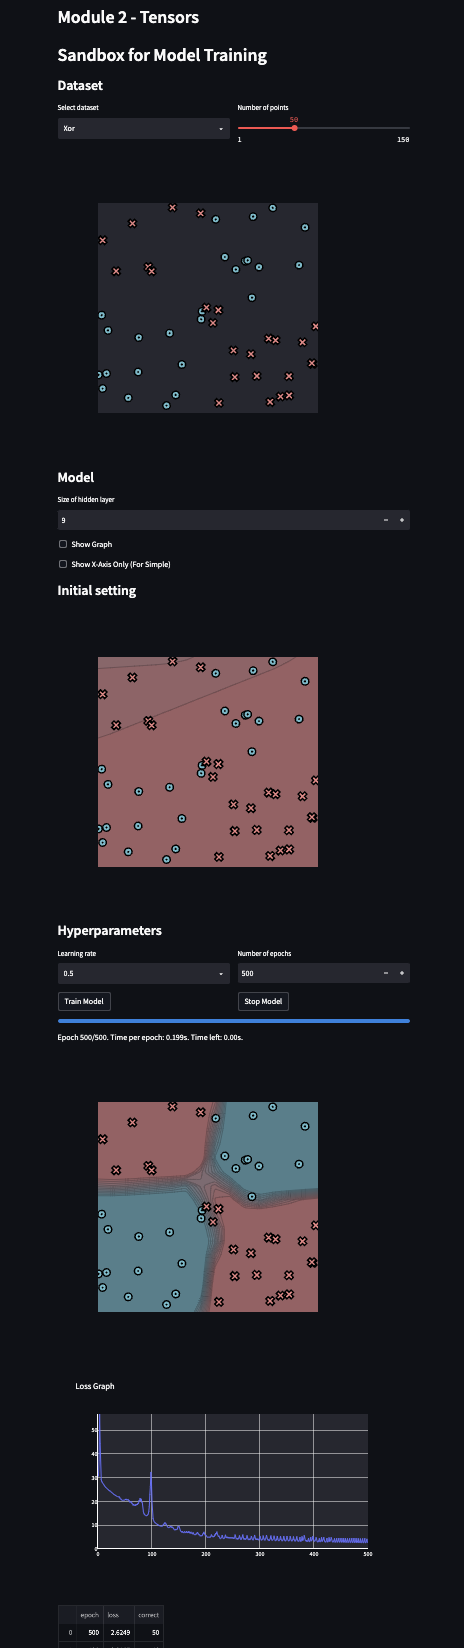 Module 2 - Tensors
Sandbox for Model Training
Dataset
Select dataset
Number of points
50
Xor
1 150
Model
Size of hidden layer
9
Show Graph
Show X-Axis Only (For Simple)
Initial setting
Hyperparameters
Learning rate
Number of epochs
0.5
500
Train Model
Stop Model
Epoch 500/500. Time per epoch: 0.199s. Time left: 0.00s.
Loss Graph
50
40
30
20
10
0
0 100 200 300 400 500
epoch loss correct
0 500 2.6249 50